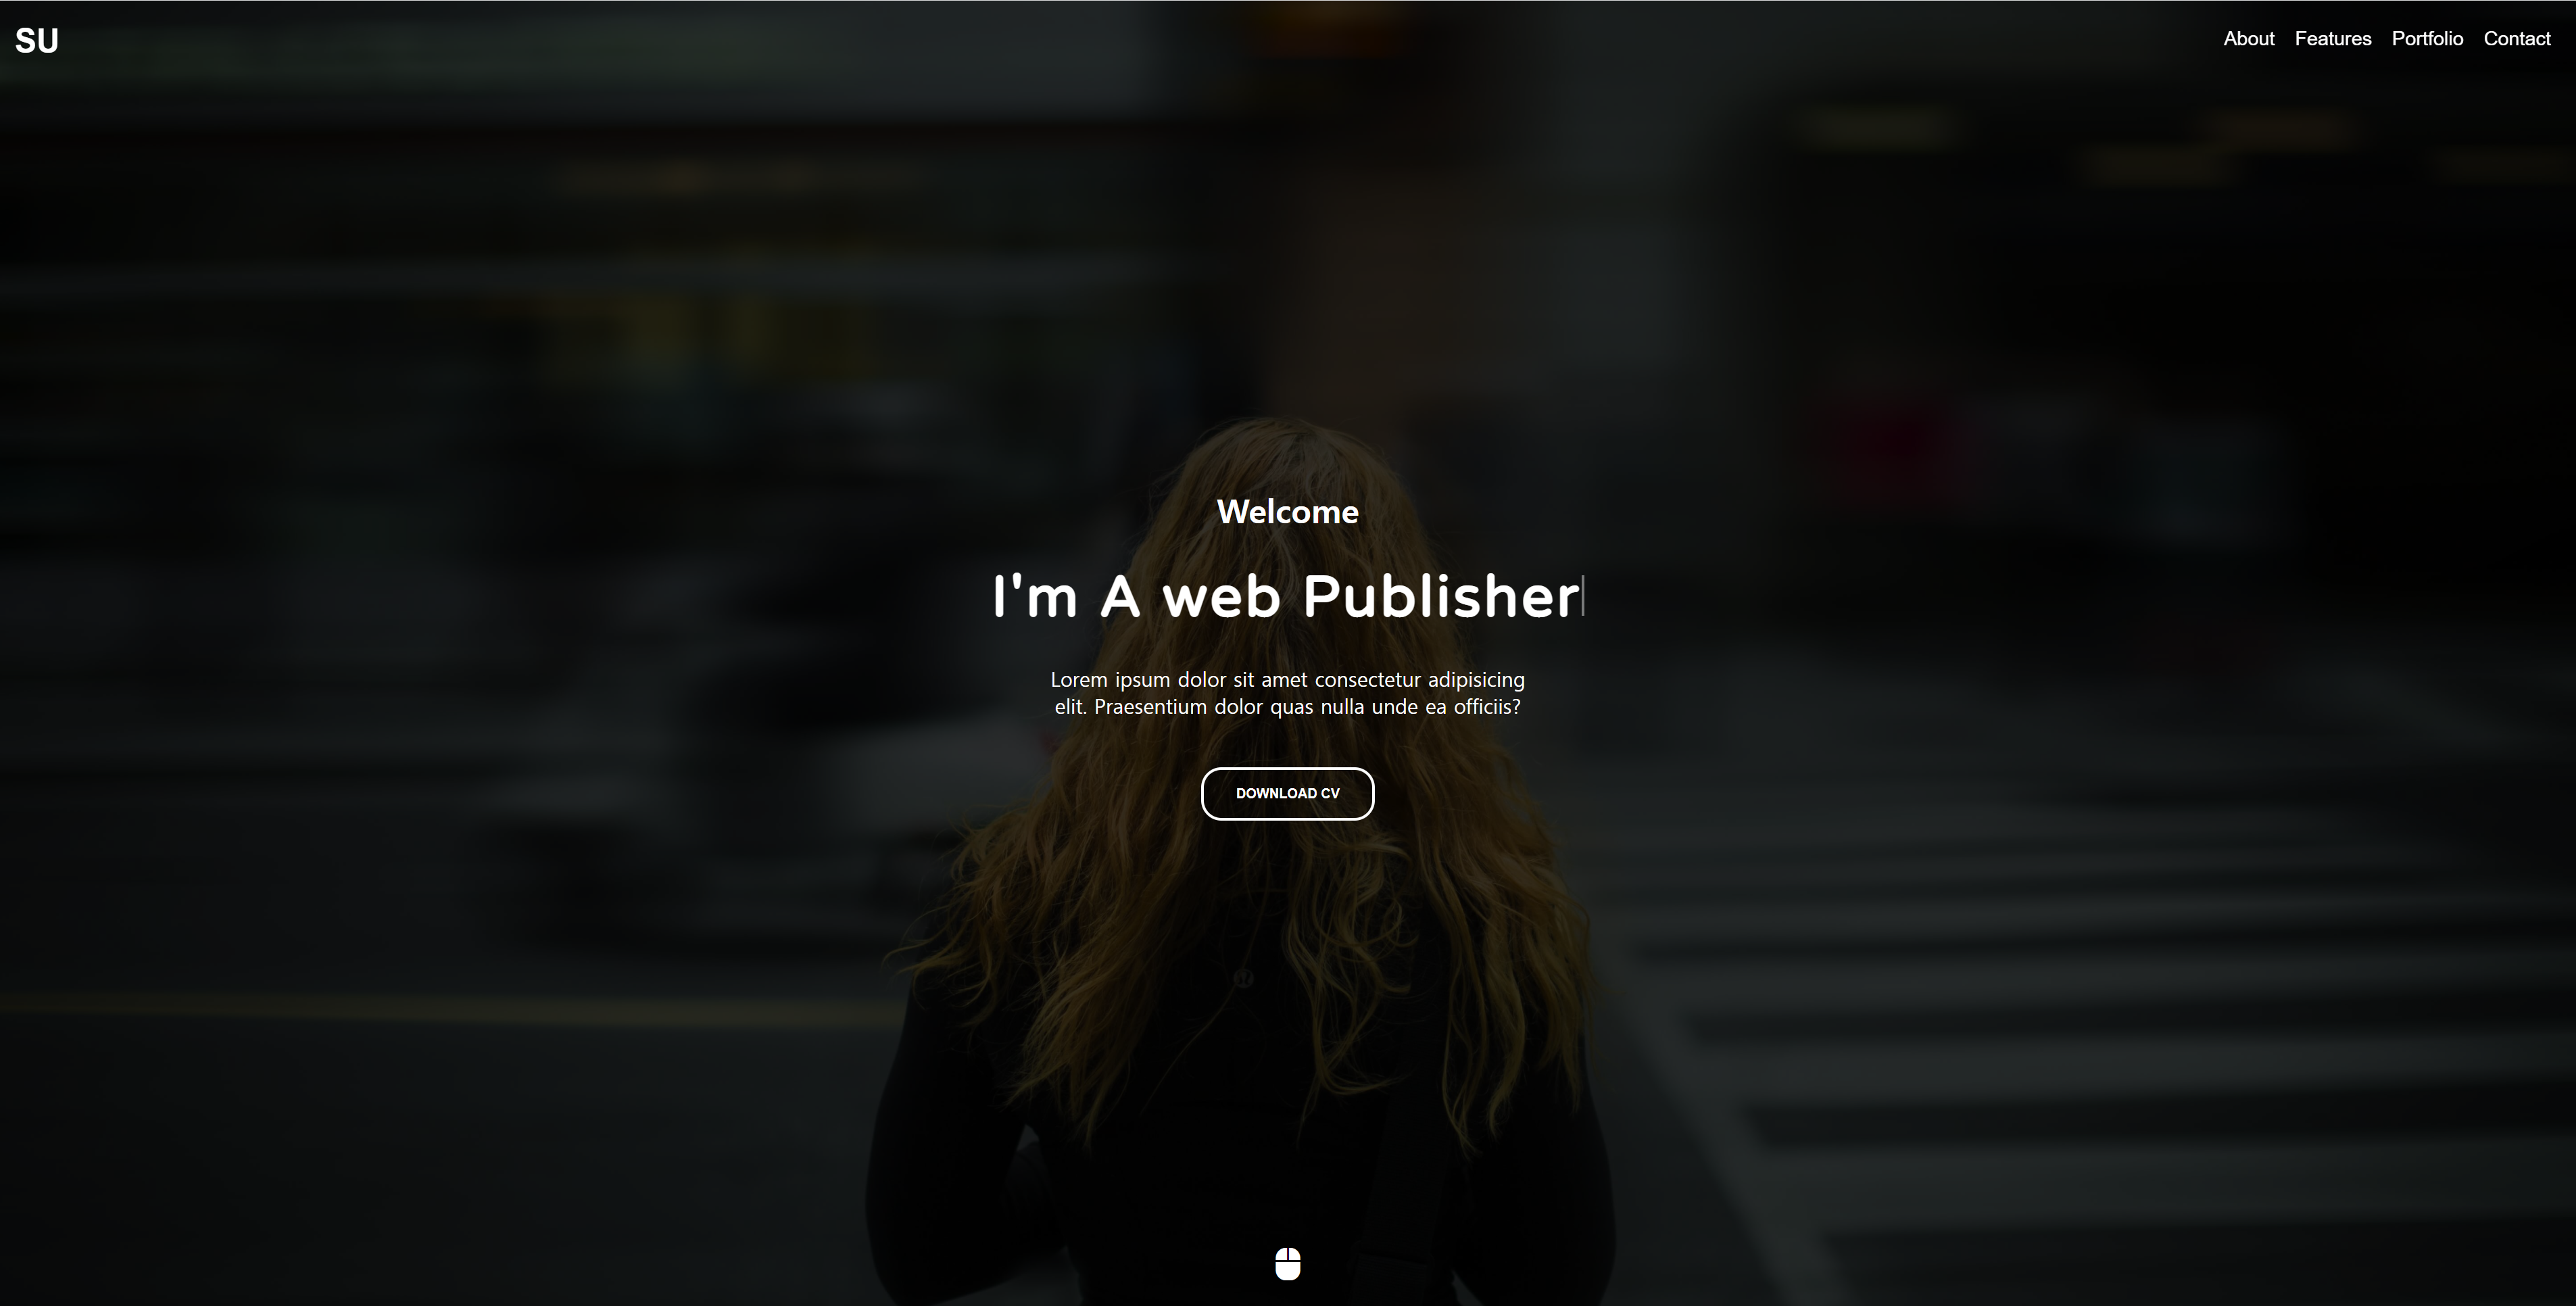 SU
About Features Portfolio Contact
Welcome
I'm A web Publisher
Lorem ipsum dolor sit amet consectetur adipisicing
elit. Praesentium dolor quas nulla unde ea officiis?
DOWNLOAD CV